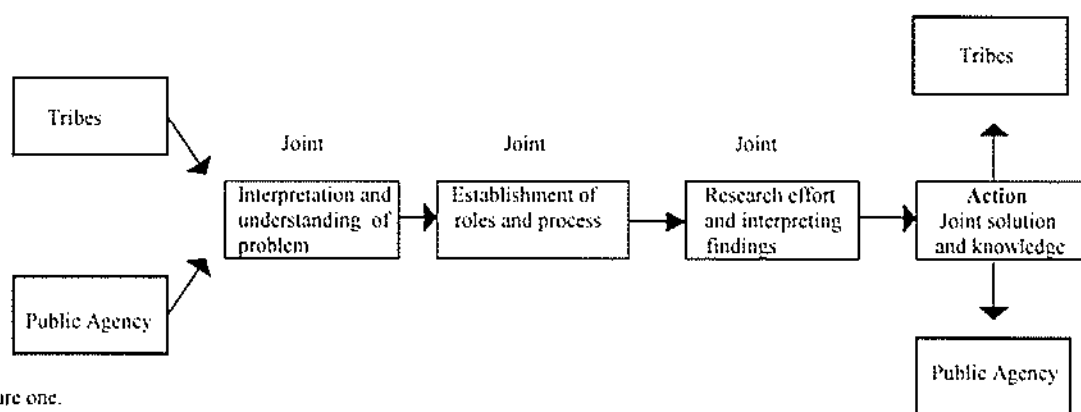 Tribes
Tribes
Joint
Joint
Joint
Interpretation and
understanding of
problem
Establishment of
roles and process
Research effort
and interpreting
findings
Action
Joint solution
and knowledge
Public Agency
Public Agency
are one.